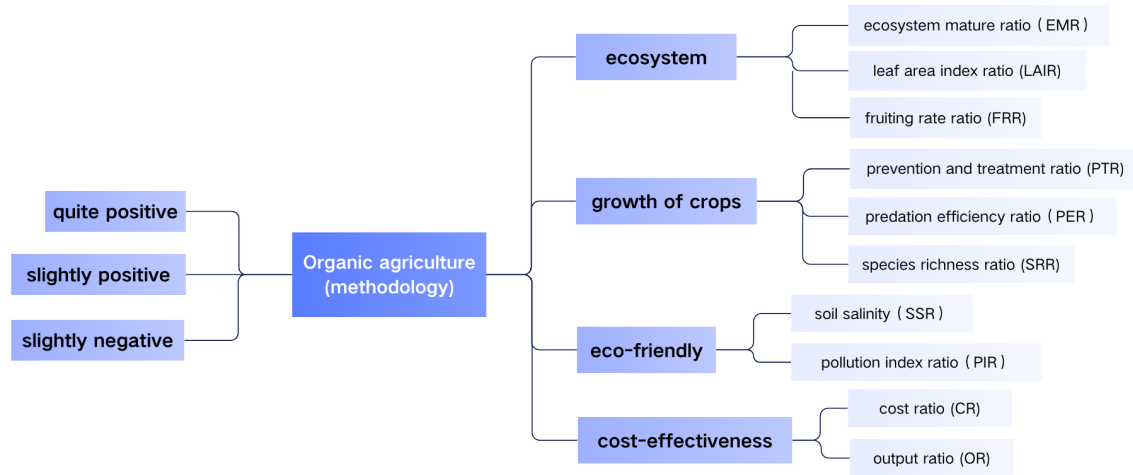 quite positive
slightly positive
slightly negative
Organic agriculture
(methodology)
ecosystem
ecosystem mature ratio ( EMR )
leaf area index ratio (LAIR)
fruiting rate ratio (FRR)
growth of crops
prevention and treatment ratio (PTR)
predation efficiency ratio ( PER )
species richness ratio (SRR)
eco-friendly
soil salinity ( SSR )
pollution index ratio ( PIR )
cost-effectiveness
cost ratio (CR)
output ratio (OR)